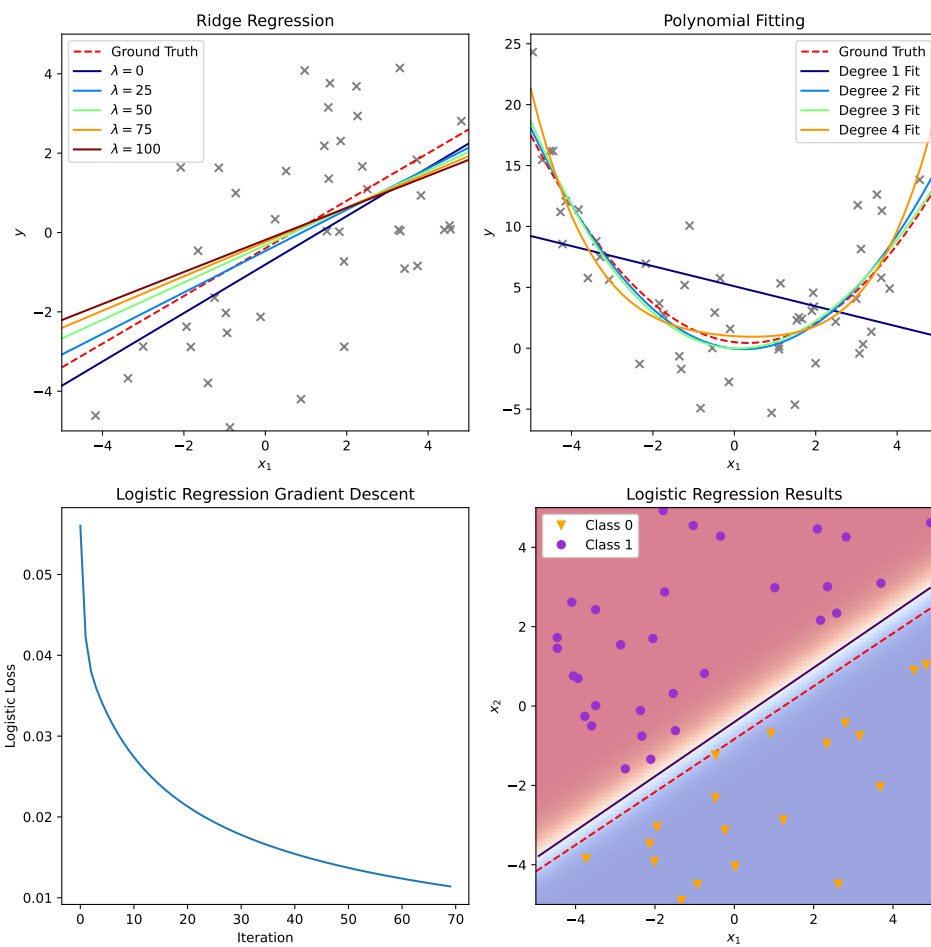 Ridge Regression
Ground Truth
λ = 0
λ = 25
λ = 50
λ = 75
λ = 100
4
2
0
−2
−4
y
−4
−2
0
2
4
x₁
Polynomial Fitting
Ground Truth
Degree 1 Fit
Degree 2 Fit
Degree 3 Fit
Degree 4 Fit
25
20
15
10
5
0
−5
y
−4
−2
0
2
4
x₁
Logistic Regression Gradient Descent
0.05
0.04
0.03
0.02
0.01
Logistic Loss
0
10
20
30
40
50
60
70
Iteration
Logistic Regression Results
Class 0
Class 1
4
2
0
−2
−4
x₂
−4
−2
0
2
4
x₁